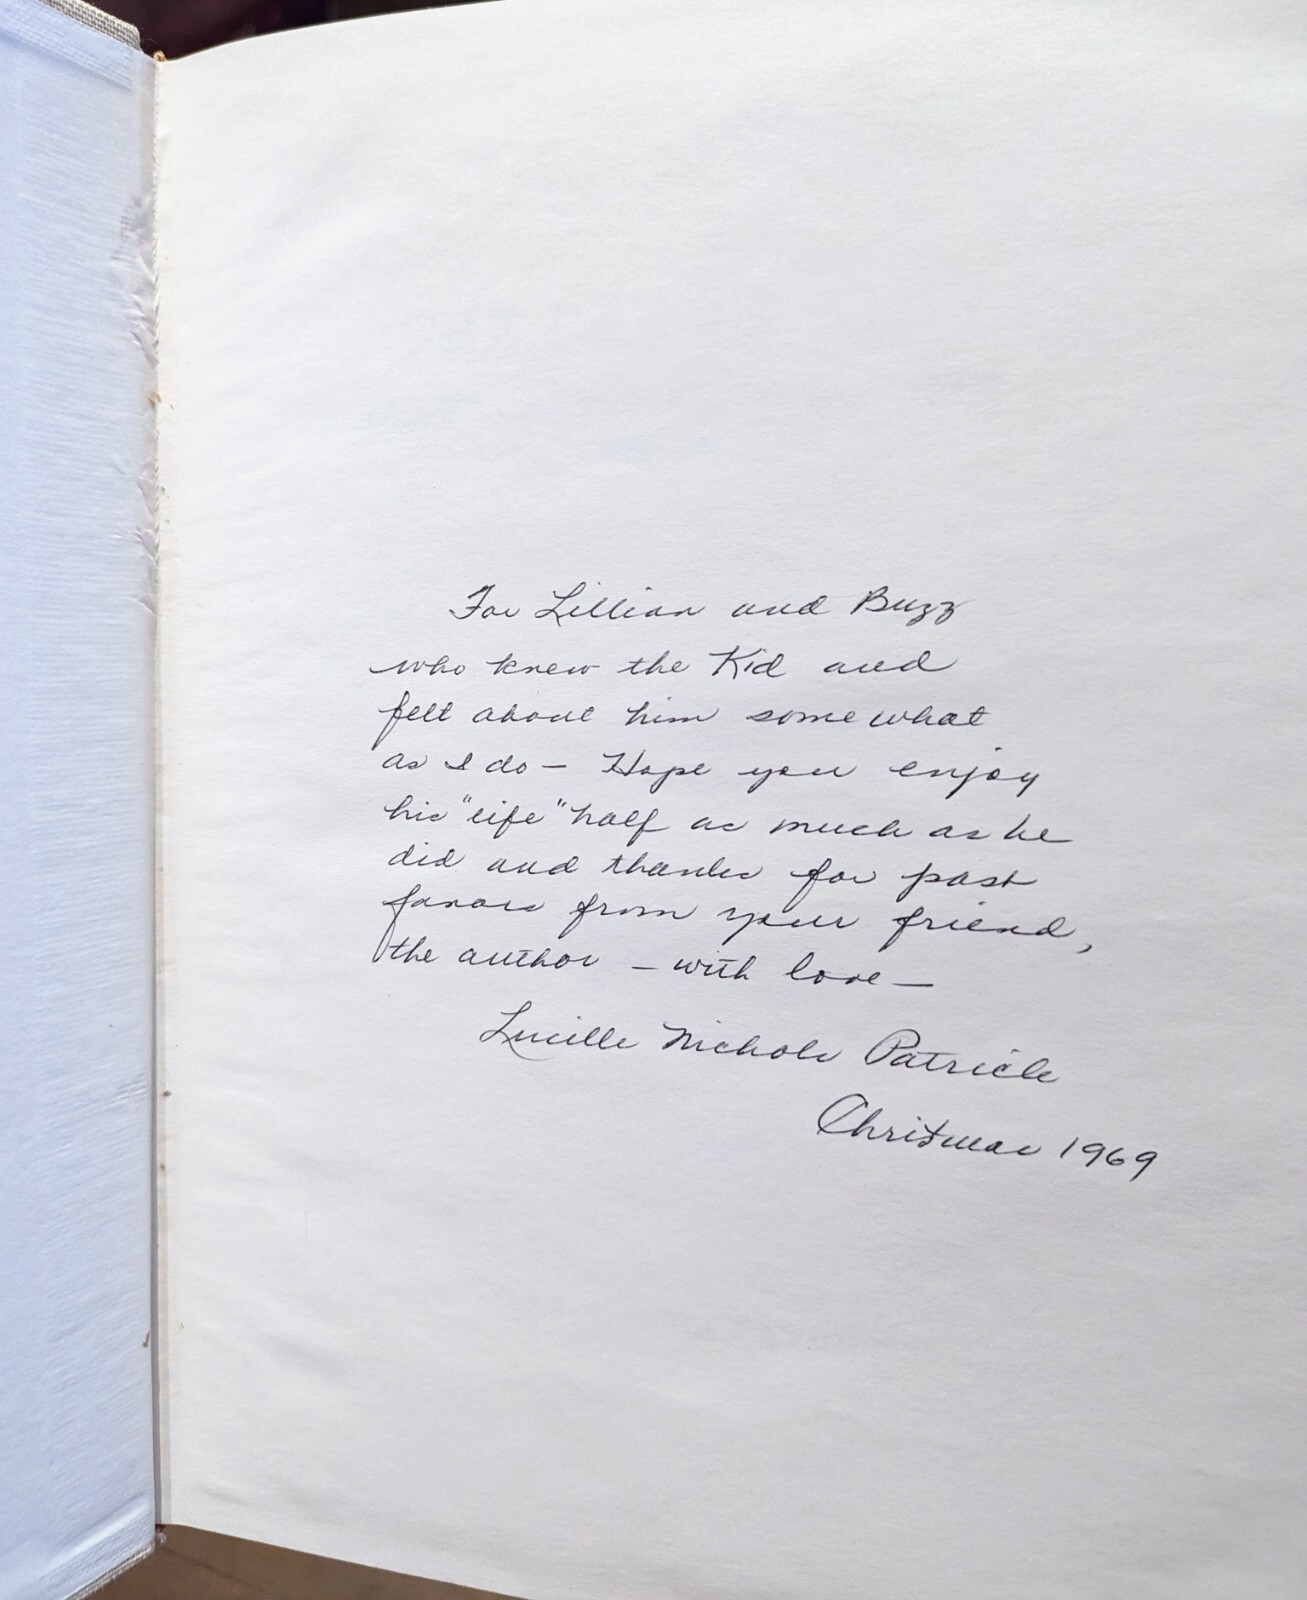 For Lillian and Buzz
who knew the Kid and
felt about him somewhat
as I do — Hope you enjoy
his "life" half as much as he
did and thanks for past
favors from your friend,
the author — with love —
Lucille Nichols Patrick
Christmas 1969